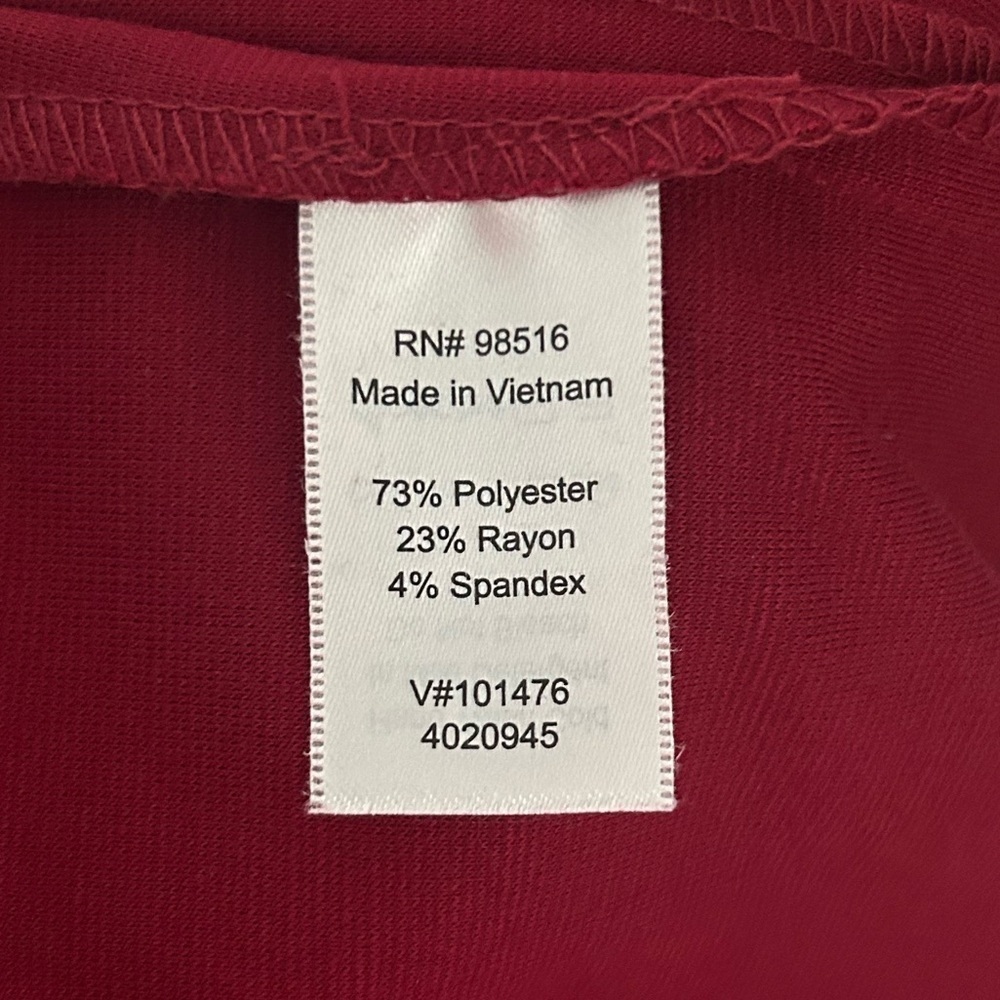 RN# 98516
Made in Vietnam
73% Polyester
23% Rayon
4% Spandex
V#101476
4020945